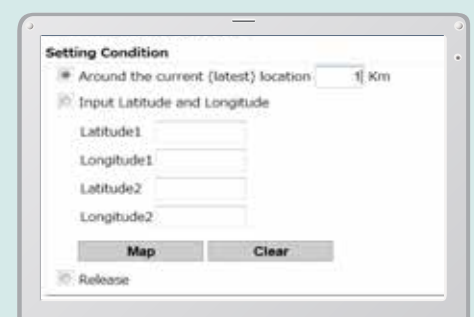 Setting Condition
Around the current (latest) location 1 Km
Input Latitude and Longitude
Latitude1
Longitude1
Latitude2
Longitude2
Map Clear
Release